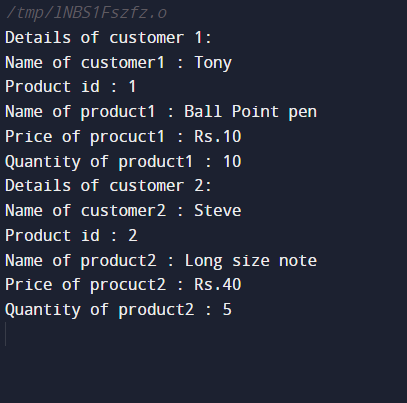 /tmp/lNBS1Fszfz.o
Details of customer 1:
Name of customer1 : Tony
Product id : 1
Name of product1 : Ball Point pen
Price of procuct1 : Rs.10
Quantity of product1 : 10
Details of customer 2:
Name of customer2 : Steve
Product id : 2
Name of product2 : Long size note
Price of procuct2 : Rs.40
Quantity of product2 : 5